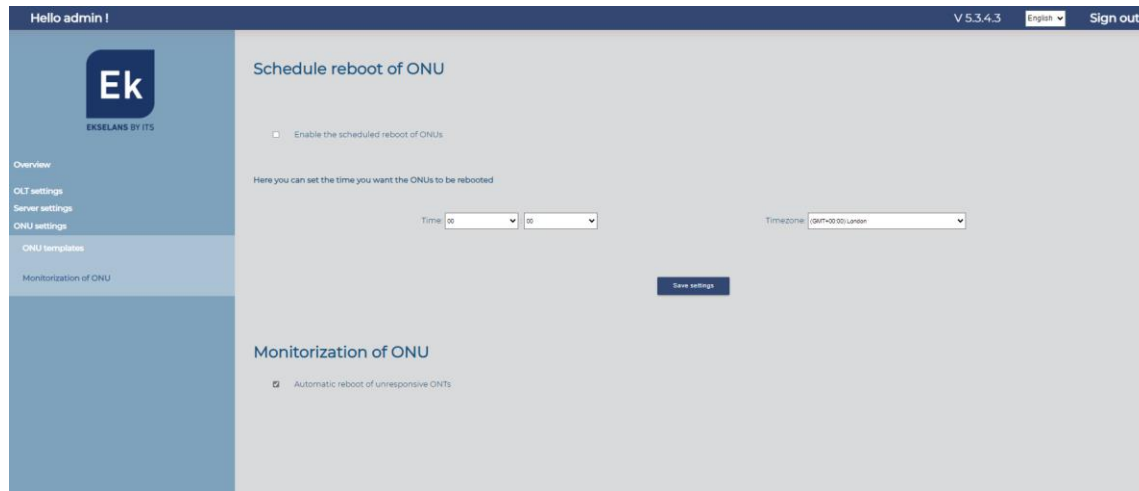 Hello admin !
V 5.3.4.3
English
Sign out
Ek
EKSELANS BY ITS
Overview
OLT settings
Server settings
ONU settings
ONU templates
Monitorization of ONU
Schedule reboot of ONU
Enable the scheduled reboot of ONUs
Here you can set the time you want the ONUs to be rebooted
Time: 00 00 Timezone: (GMT+00:00) London
Save settings
Monitorization of ONU
Automatic reboot of unresponsive ONTs